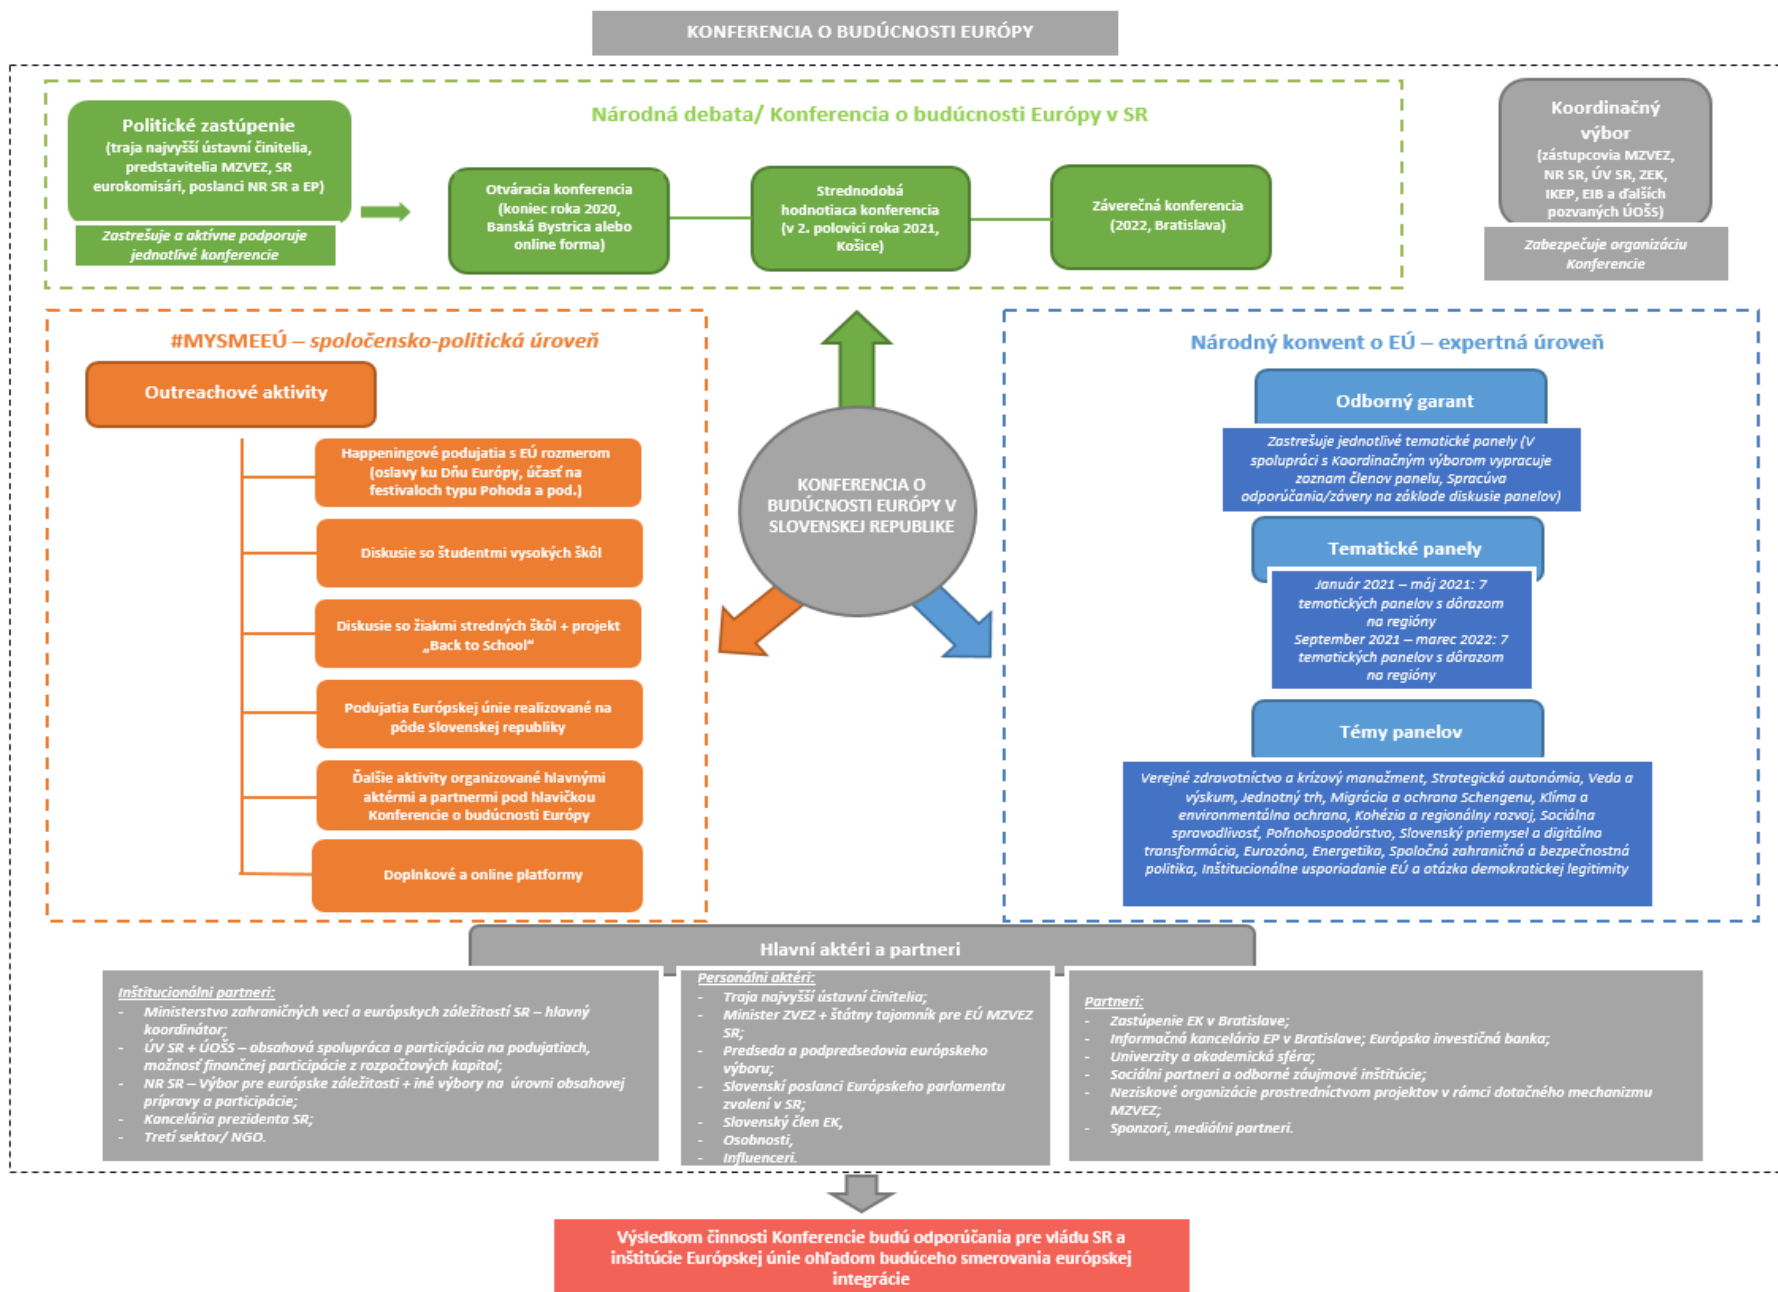 KONFERENCIA O BUDÚCNOSTI EURÓPY
Politické zastúpenie
(traja najvyšší ústavní činitelia,
predstavitelia MZVEZ, SR
eurokomisári, poslanci NR SR a EP)
Zastrešuje a aktívne podporuje
jednotlivé konferencie
Národná debata/ Konferencia o budúcnosti Európy v SR
Otváracia konferencia
(koniec roka 2020,
Banská Bystrica alebo
online forma)
Strednodobá
hodnotiaca konferencia
(v 2. polovici roka 2021,
Košice)
Záverečná konferencia
(2022, Bratislava)
Koordinačný
výbor
(zástupcovia MZVEZ,
NR SR, ÚV SR, ZEK,
IKEP, EIB a ďalších
pozvaných ÚOŠS)
Zabezpečuje organizáciu
Konferencie
#MYSMEEÚ – spoločensko-politická úroveň
Outreachové aktivity
Happeningové podujatia s EÚ rozmerom
(oslavy ku Dňu Európy, účasť na
festivaloch typu Pohoda a pod.)
Diskusie so študentmi vysokých škôl
Diskusie so žiakmi stredných škôl + projekt
„Back to School“
Podujatia Európskej únie realizované na
pôde Slovenskej republiky
Ďalšie aktivity organizované hlavnými
aktérmi a partnermi pod hlavičkou
Konferencie o budúcnosti Európy
Doplnkové a online platformy
KONFERENCIA O
BUDÚCNOSTI EURÓPY V
SLOVENSKEJ REPUBLIKE
Národný konvent o EÚ – expertná úroveň
Odborný garant
Zastrešuje jednotlivé tematické panely (V
spolupráci s Koordinačným výborom vypracuje
zoznam členov panelu, Spracúva
odporúčania/závery na základe diskusie panelov)
Tematické panely
Január 2021 – máj 2021: 7
tematických panelov s dôrazom
na regióny
September 2021 – marec 2022: 7
tematických panelov s dôrazom
na regióny
Témy panelov
Verejné zdravotníctvo a krízový manažment, Strategická autonómia, Veda a
výskum, Jednotný trh, Migrácia a ochrana Schengenu, Klíma a
environmentálna ochrana, Kohézia a regionálny rozvoj, Sociálna
spravodlivosť, Poľnohospodárstvo, Slovenský priemysel a digitálna
transformácia, Eurozóna, Energetika, Spoločná zahraničná a bezpečnostná
politika, Inštitucionálne usporiadanie EÚ a otázka demokratickej legitimity
Hlavní aktéri a partneri
Inštitucionálni partneri:
- Ministerstvo zahraničných vecí a európskych záležitostí SR – hlavný
koordinátor;
- ÚV SR + ÚOŠS – obsahová spolupráca a participácia na podujatiach,
možnosť finančnej participácie z rozpočtových kapitol;
- NR SR – Výbor pre európske záležitosti + iné výbory na úrovni obsahovej
prípravy a participácie;
- Kancelária prezidenta SR;
- Tretí sektor/ NGO.
Personálni aktéri:
- Traja najvyšší ústavní činitelia;
- Minister ZVEZ + štátny tajomník pre EÚ MZVEZ
SR;
- Predseda a podpredsedovia európskeho
výboru;
- Slovenskí poslanci Európskeho parlamentu
zvolení v SR;
- Slovenský člen EK,
- Osobnosti,
- Influenceri.
Partneri:
- Zastúpenie EK v Bratislave;
- Informačná kancelária EP v Bratislave; Európska investičná banka;
- Univerzity a akademická sféra;
- Sociálni partneri a odborné záujmové inštitúcie;
- Neziskové organizácie prostredníctvom projektov v rámci dotačného mechanizmu
MZVEZ;
- Sponzori, mediálni partneri.
Výsledkom činnosti Konferencie budú odporúčania pre vládu SR a
inštitúcie Európskej únie ohľadom budúceho smerovania európskej
integrácie